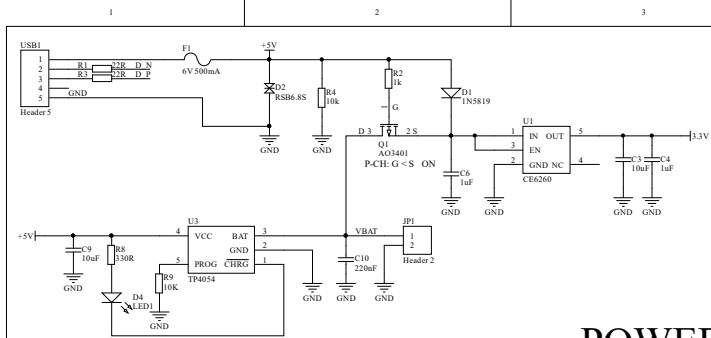 1 2 3
USB1
1
2
3
4
5
Header 5
R1 22R D_N
R3 22R D_P
GND
F1
6V 500mA
+5V
D2
RSB6.8S
GND
R4
10k
GND
R2
1k
1 G
D 3 2 S
Q1
AO3401
P-CH: G < S ON
D1
1N5819
C6
1uF
GND
U1
1 IN OUT 5
3 EN
2 GND NC 4
CE6260
GND
3.3V
C3
10uF
GND
C4
1uF
GND
+5V
C9
10uF
GND
R8
330R
D4
LED1
R9
10K
GND
U3
4 VCC BAT 3
GND 2
5 PROG CHRG 1
TP4054
GND
VBAT
C10
220nF
GND
JP1
1
2
Header 2
GND
POWER